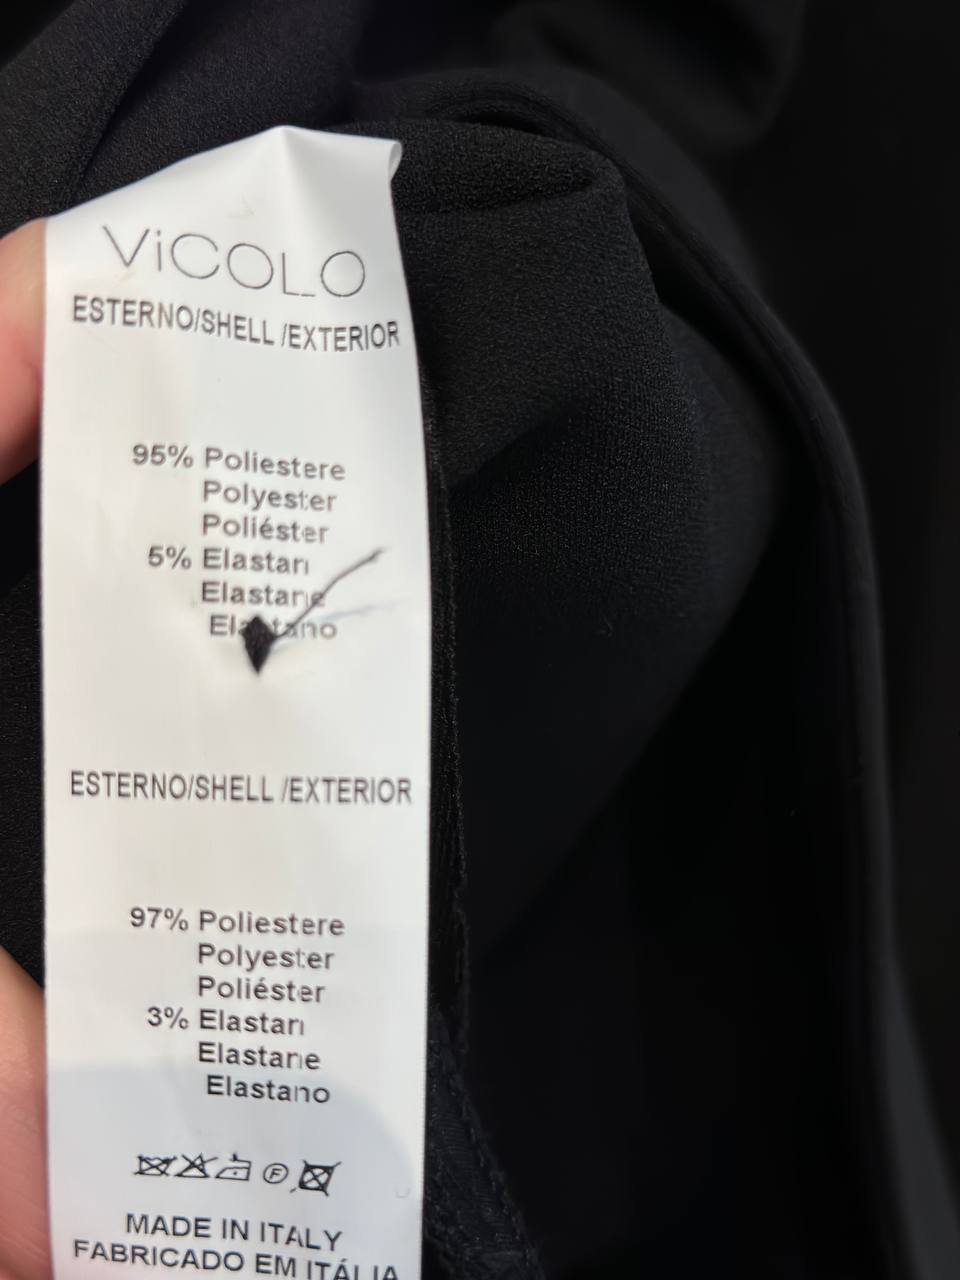 ViCOLO
ESTERNO/SHELL /EXTERIOR
95% Poliestere
Polyester
Poliéster
5% Elastan
Elastane
Elastano
ESTERNO/SHELL /EXTERIOR
97% Poliestere
Polyester
Poliéster
3% Elastan
Elastane
Elastano
F
MADE IN ITALY
FABRICADO EM ITÁLIA